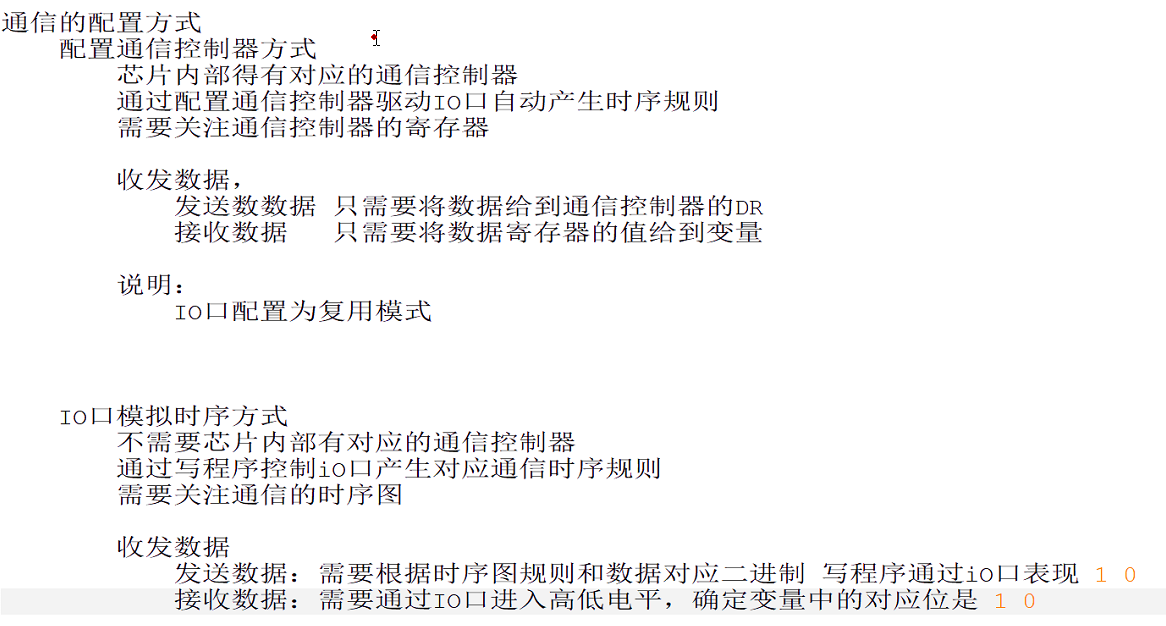 通信的配置方式
配置通信控制器方式
芯片内部得有对应的通信控制器
通过配置通信控制器驱动IO口自动产生时序规则
需要关注通信控制器的寄存器
收发数据，
发送数数据 只需要将数据给到通信控制器的DR
接收数据 只需要将数据寄存器的值给到变量
说明：
IO口配置为复用模式
IO口模拟时序方式
不需要芯片内部有对应的通信控制器
通过写程序控制iO口产生对应通信时序规则
需要关注通信的时序图
收发数据
发送数据：需要根据时序图规则和数据对应二进制 写程序通过iO口表现 1 0
接收数据：需要通过IO口进入高低电平，确定变量中的对应位是 1 0